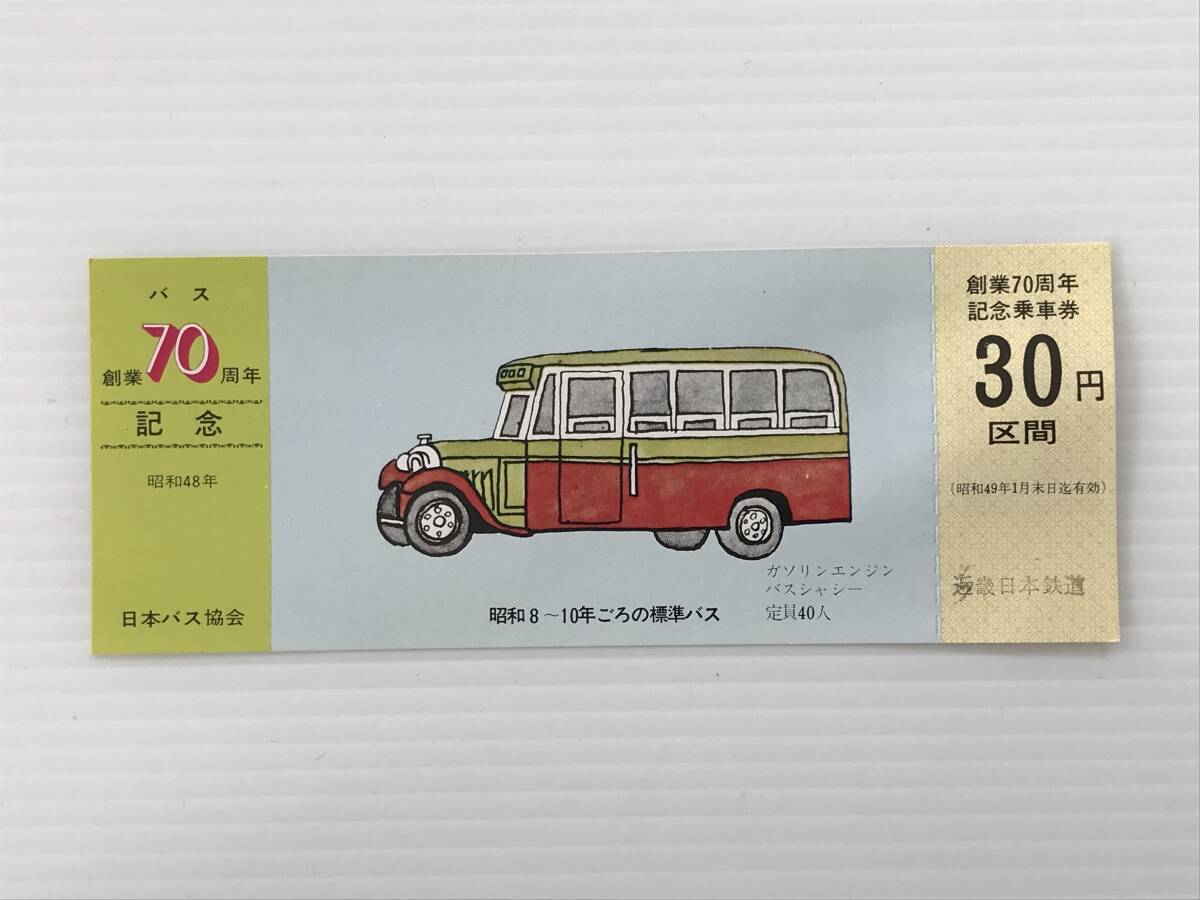 バス
創業70周年
記念
昭和48年
日本バス協会
昭和8〜10年ごろの標準バス
ガソリンエンジン
バスシャシー
定員40人
創業70周年
記念乗車券
30円
区間
(昭和49年1月末日迄有効)
近畿日本鉄道